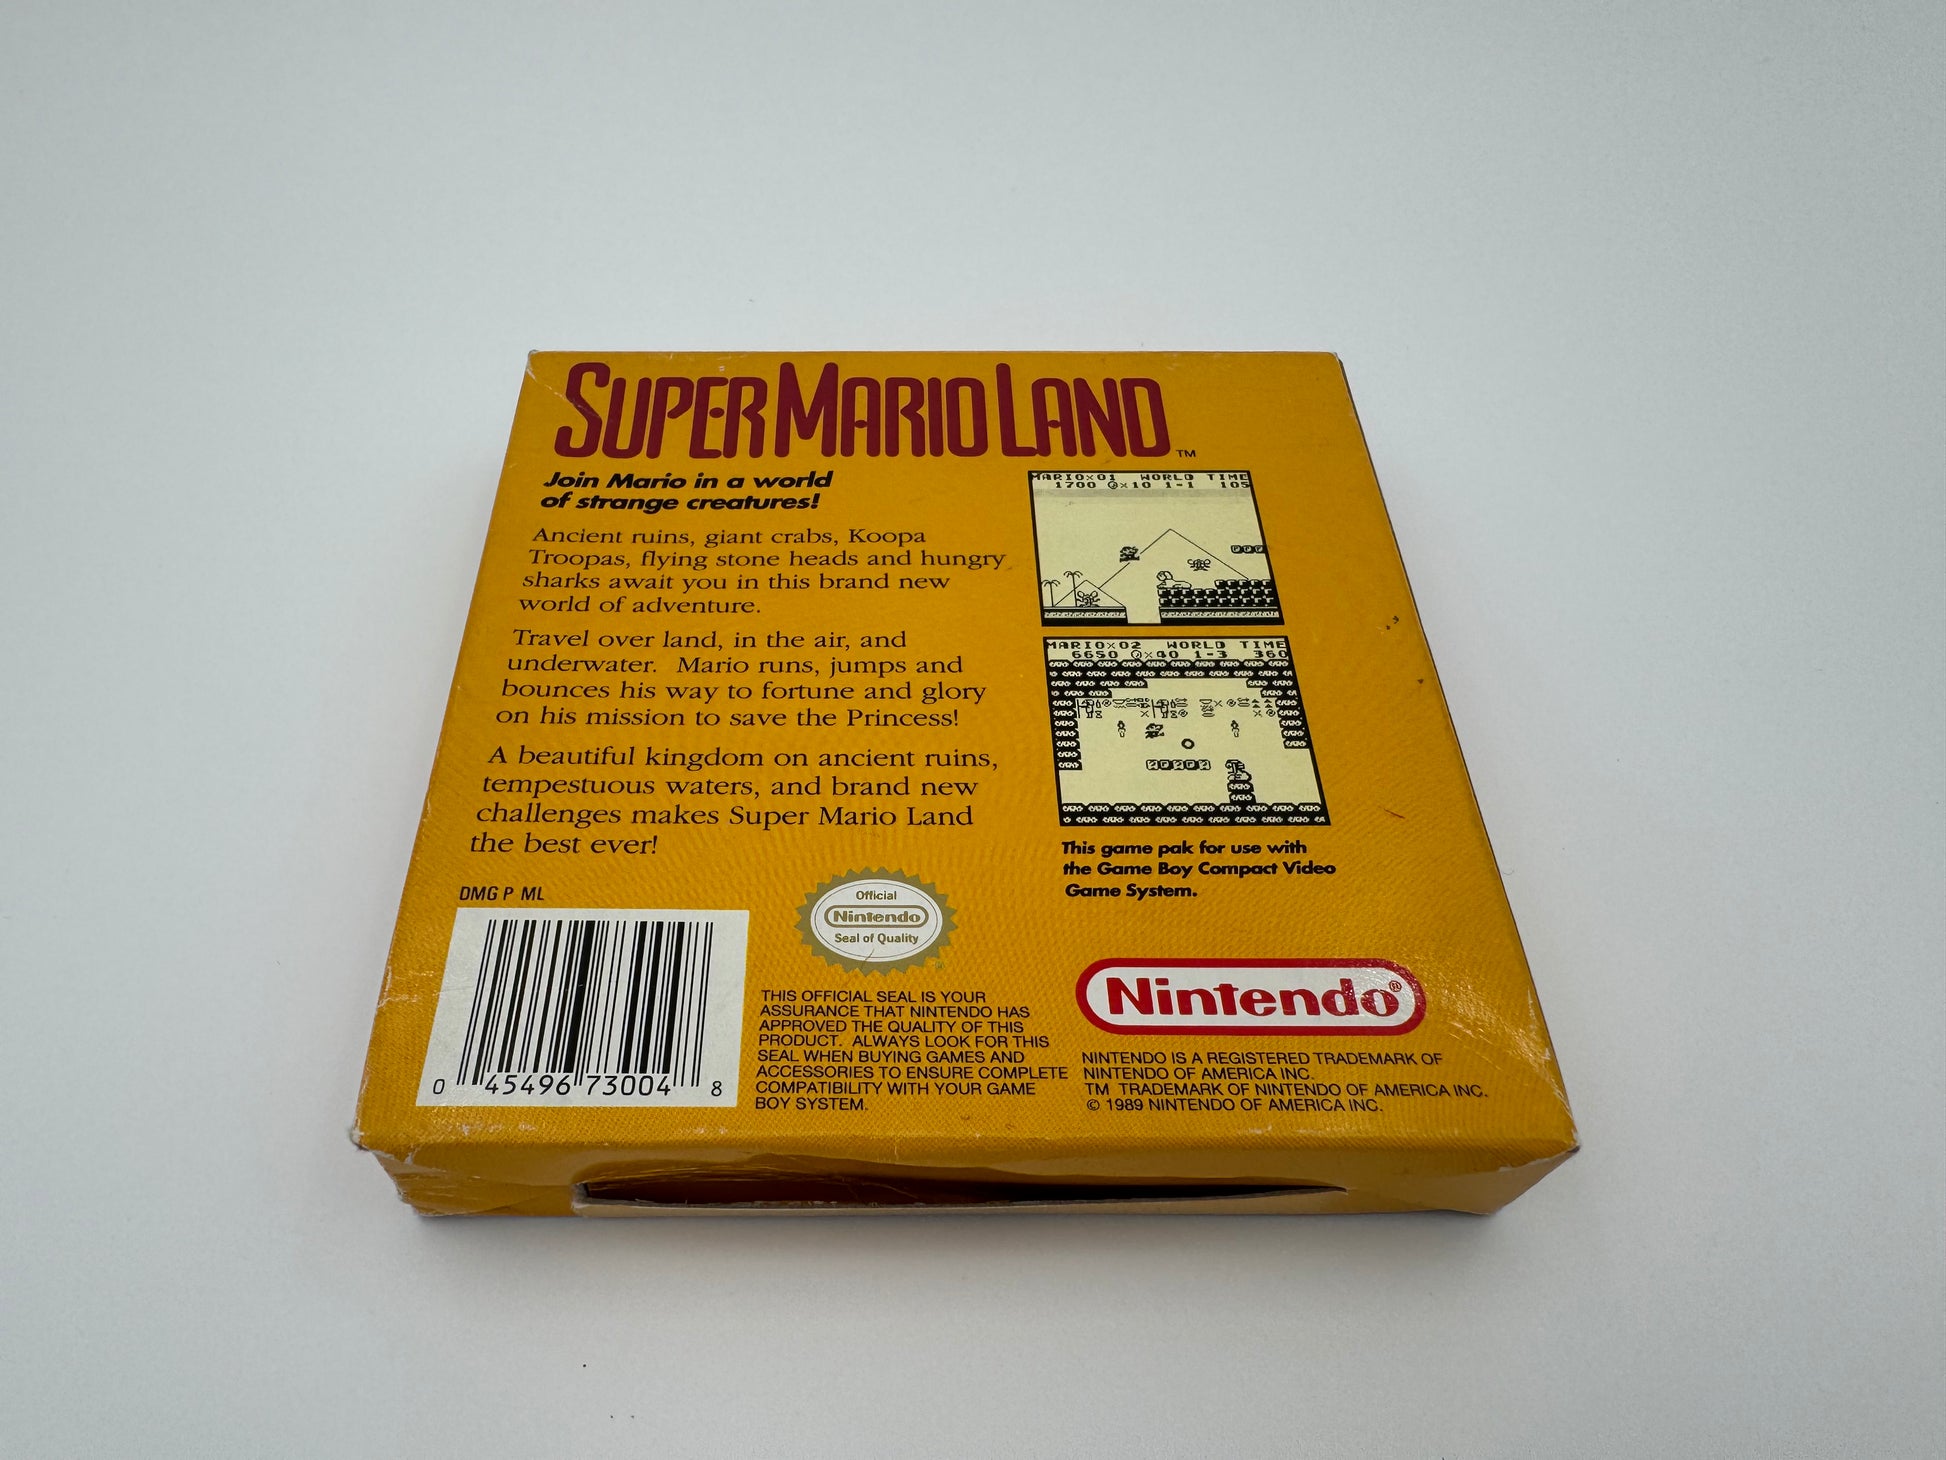 SUPER MARIO LAND™
Join Mario in a world
of strange creatures!
Ancient ruins, giant crabs, Koopa
Troopas, flying stone heads and hungry
sharks await you in this brand new
world of adventure.
Travel over land, in the air, and
underwater. Mario runs, jumps and
bounces his way to fortune and glory
on his mission to save the Princess!
A beautiful kingdom on ancient ruins,
tempestuous waters, and brand new
challenges makes Super Mario Land
the best ever!
MARIO×01 WORLD TIME
1700 ×10 1-1 105
MARIO×02 WORLD TIME
6650 ×40 1-3 360
This game pak for use with
the Game Boy Compact Video
Game System.
DMG P ML
0 45496 73004 8
Official
Nintendo
Seal of Quality
THIS OFFICIAL SEAL IS YOUR
ASSURANCE THAT NINTENDO HAS
APPROVED THE QUALITY OF THIS
PRODUCT. ALWAYS LOOK FOR THIS
SEAL WHEN BUYING GAMES AND
ACCESSORIES TO ENSURE COMPLETE
COMPATIBILITY WITH YOUR GAME
BOY SYSTEM.
Nintendo®
NINTENDO IS A REGISTERED TRADEMARK OF
NINTENDO OF AMERICA INC.
TM TRADEMARK OF NINTENDO OF AMERICA INC.
© 1989 NINTENDO OF AMERICA INC.